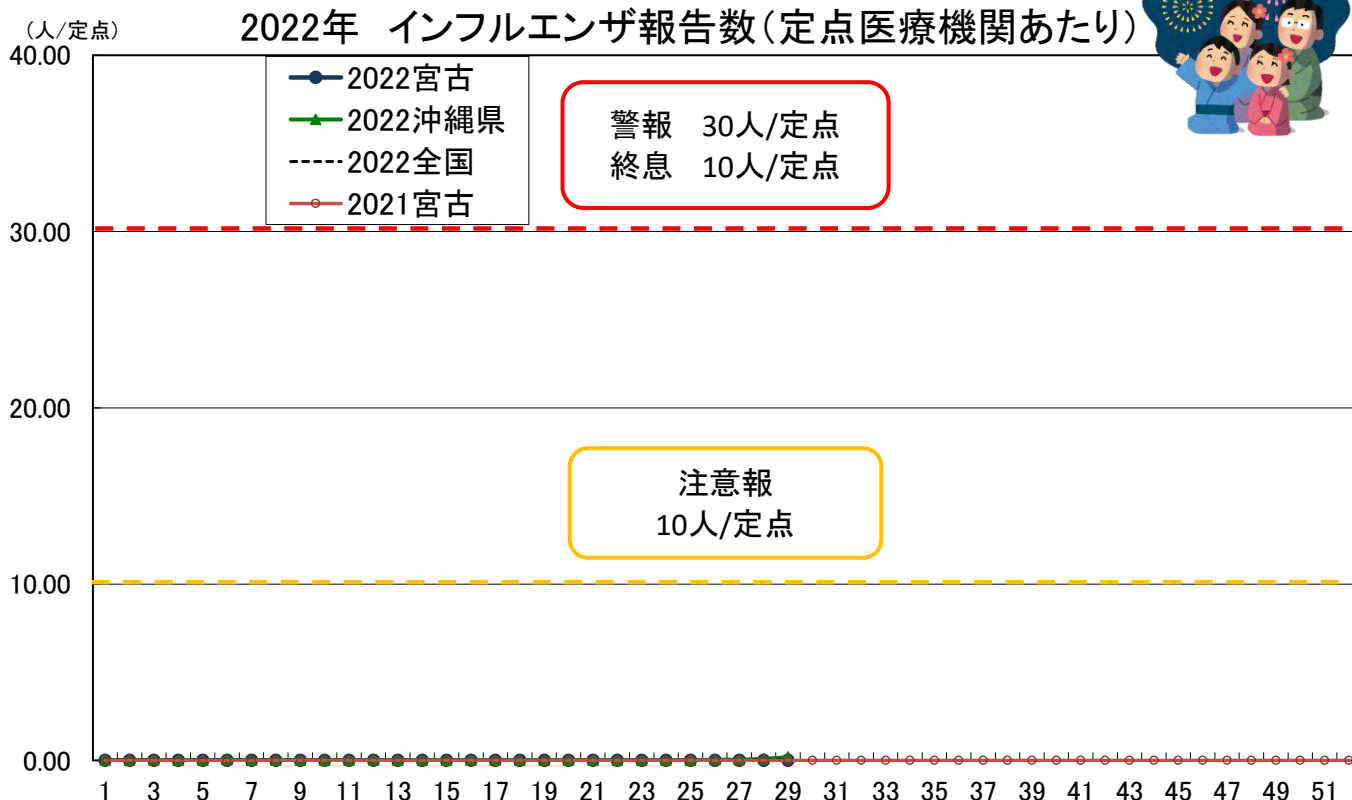 (人/定点)
2022年 インフルエンザ報告数(定点医療機関あたり)
40.00
30.00
20.00
10.00
0.00
2022宮古
2022沖縄県
2022全国
2021宮古
警報 30人/定点
終息 10人/定点
注意報
10人/定点
1 3 5 7 9 11 13 15 17 19 21 23 25 27 29 31 33 35 37 39 41 43 45 47 49 51